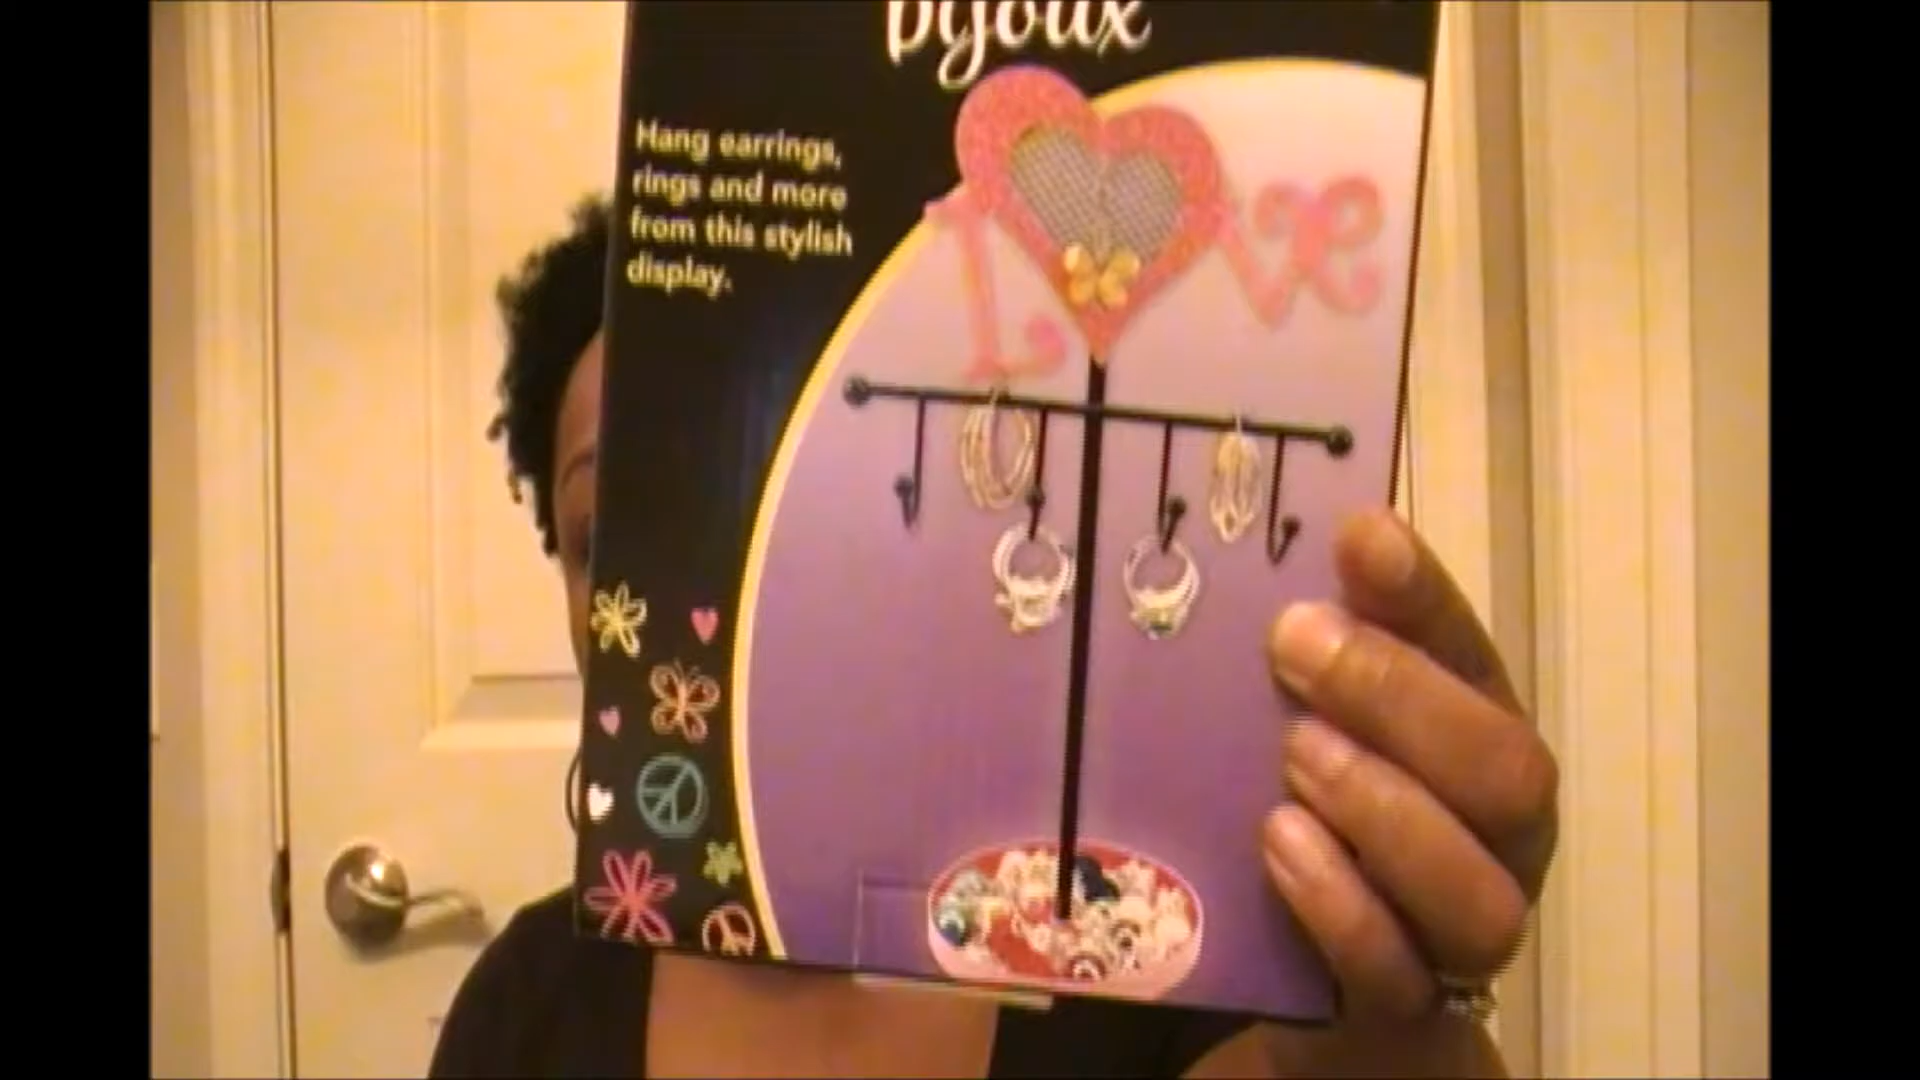 bijoux
Hang earrings,
rings and more
from this stylish
display.
Love